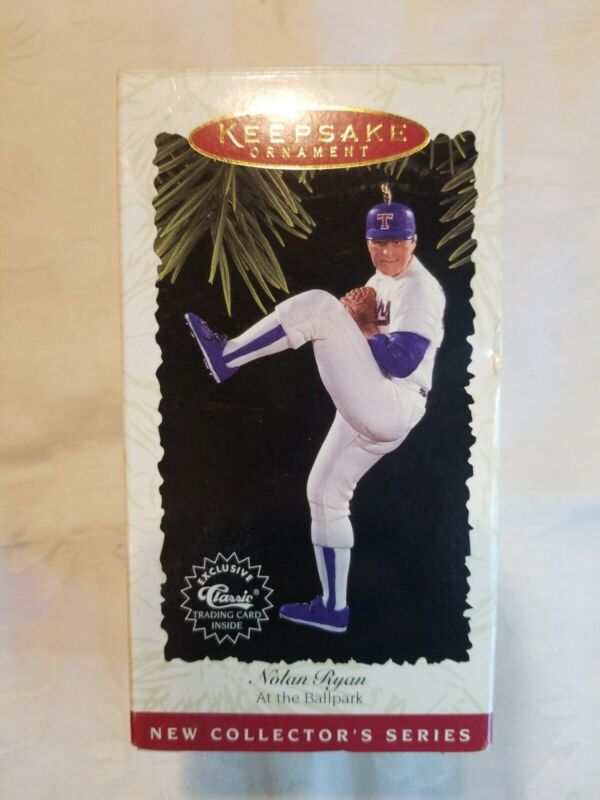 KEEPSAKE
ORNAMENT
T
EXCLUSIVE
Classic®
TRADING CARD
INSIDE
Nolan Ryan
At the Ballpark
NEW COLLECTOR'S SERIES